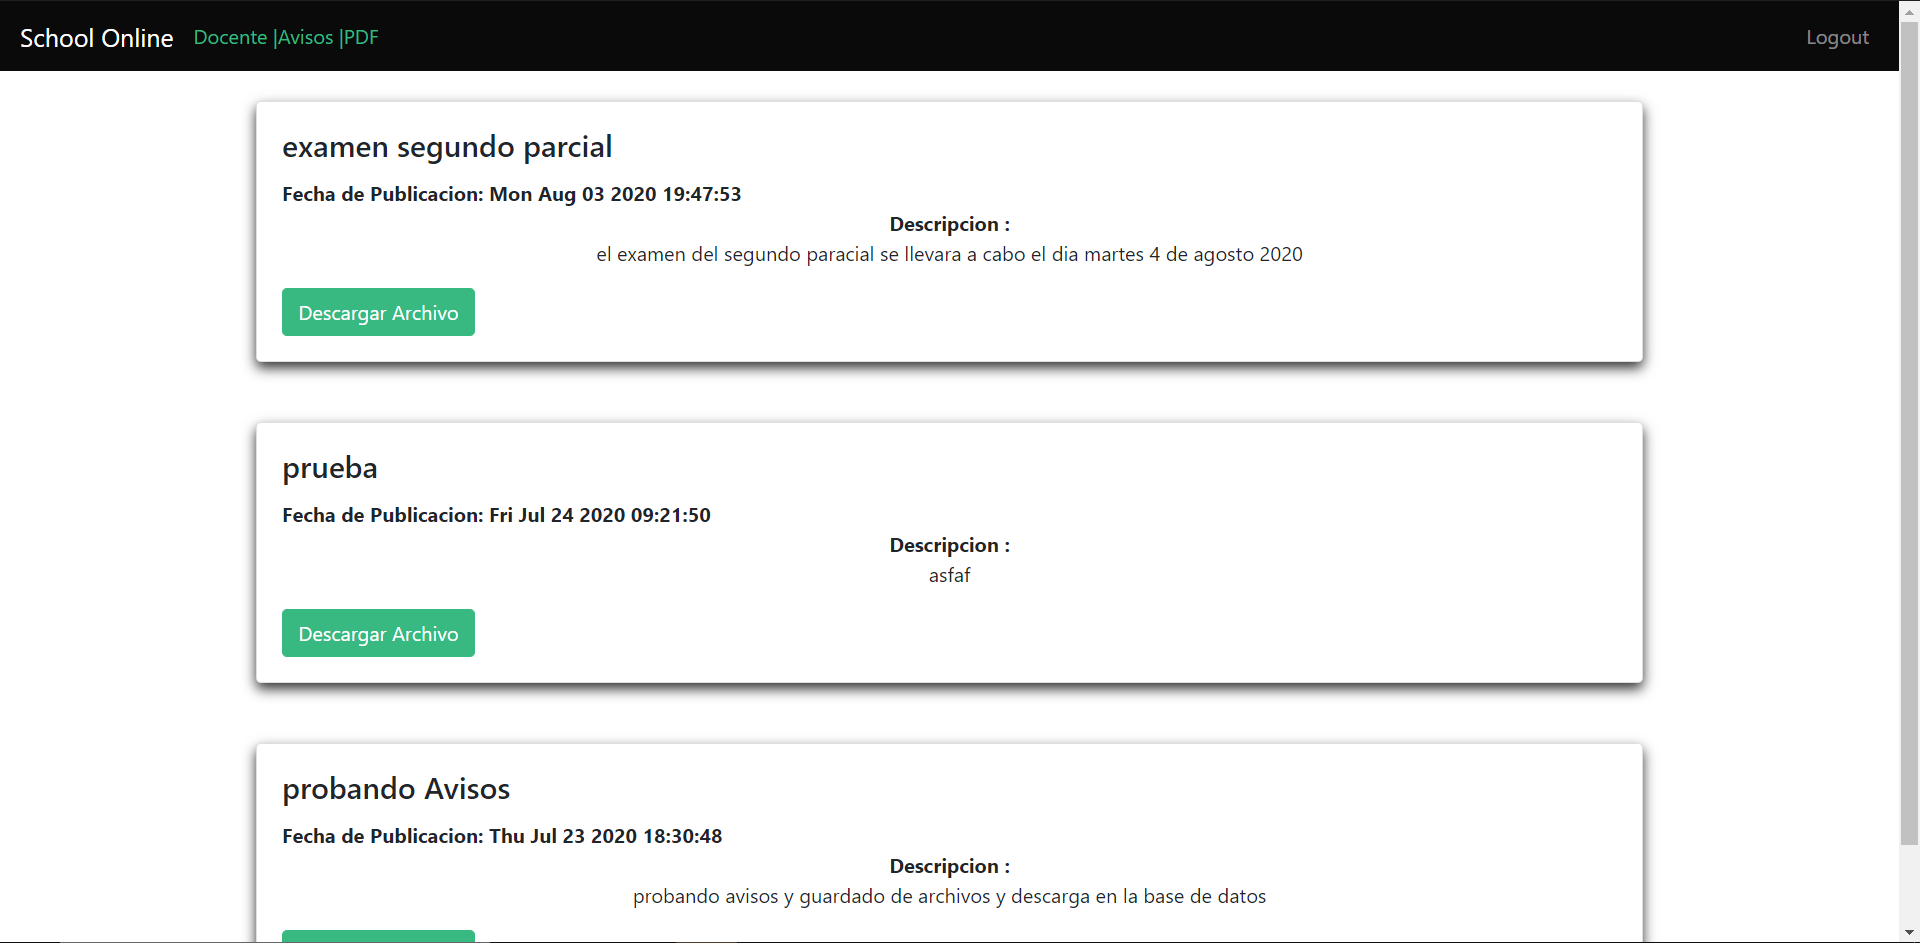 School Online Docente |Avisos |PDF Logout
examen segundo parcial
Fecha de Publicacion: Mon Aug 03 2020 19:47:53
Descripcion :
el examen del segundo paracial se llevara a cabo el dia martes 4 de agosto 2020
Descargar Archivo
prueba
Fecha de Publicacion: Fri Jul 24 2020 09:21:50
Descripcion :
asfaf
Descargar Archivo
probando Avisos
Fecha de Publicacion: Thu Jul 23 2020 18:30:48
Descripcion :
probando avisos y guardado de archivos y descarga en la base de datos